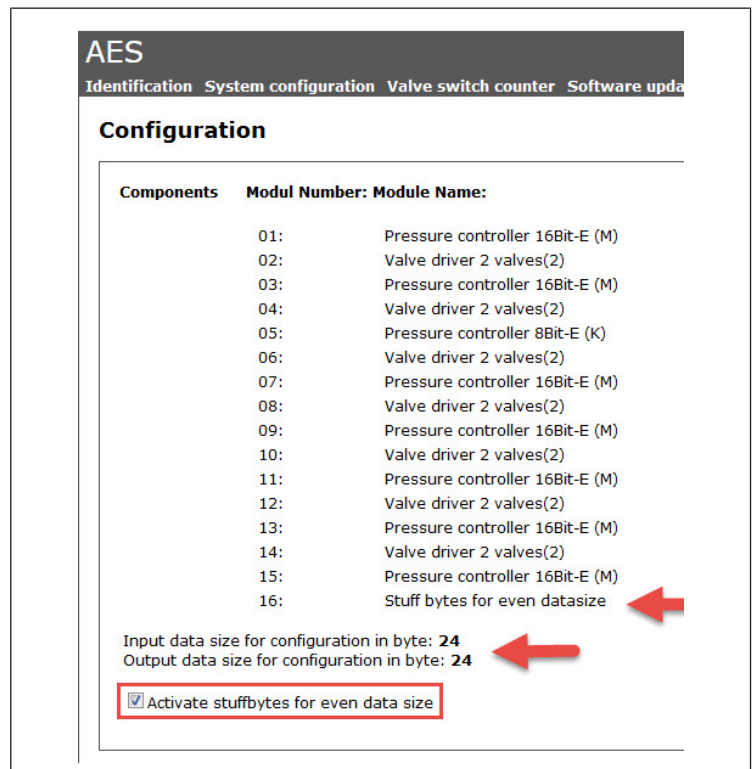 AES
Identification System configuration Valve switch counter Software upda
Configuration
Components Modul Number: Module Name:
01: Pressure controller 16Bit-E (M)
02: Valve driver 2 valves(2)
03: Pressure controller 16Bit-E (M)
04: Valve driver 2 valves(2)
05: Pressure controller 8Bit-E (K)
06: Valve driver 2 valves(2)
07: Pressure controller 16Bit-E (M)
08: Valve driver 2 valves(2)
09: Pressure controller 16Bit-E (M)
10: Valve driver 2 valves(2)
11: Pressure controller 16Bit-E (M)
12: Valve driver 2 valves(2)
13: Pressure controller 16Bit-E (M)
14: Valve driver 2 valves(2)
15: Pressure controller 16Bit-E (M)
16: Stuff bytes for even datasize
Input data size for configuration in byte: 24
Output data size for configuration in byte: 24
Activate stuffbytes for even data size